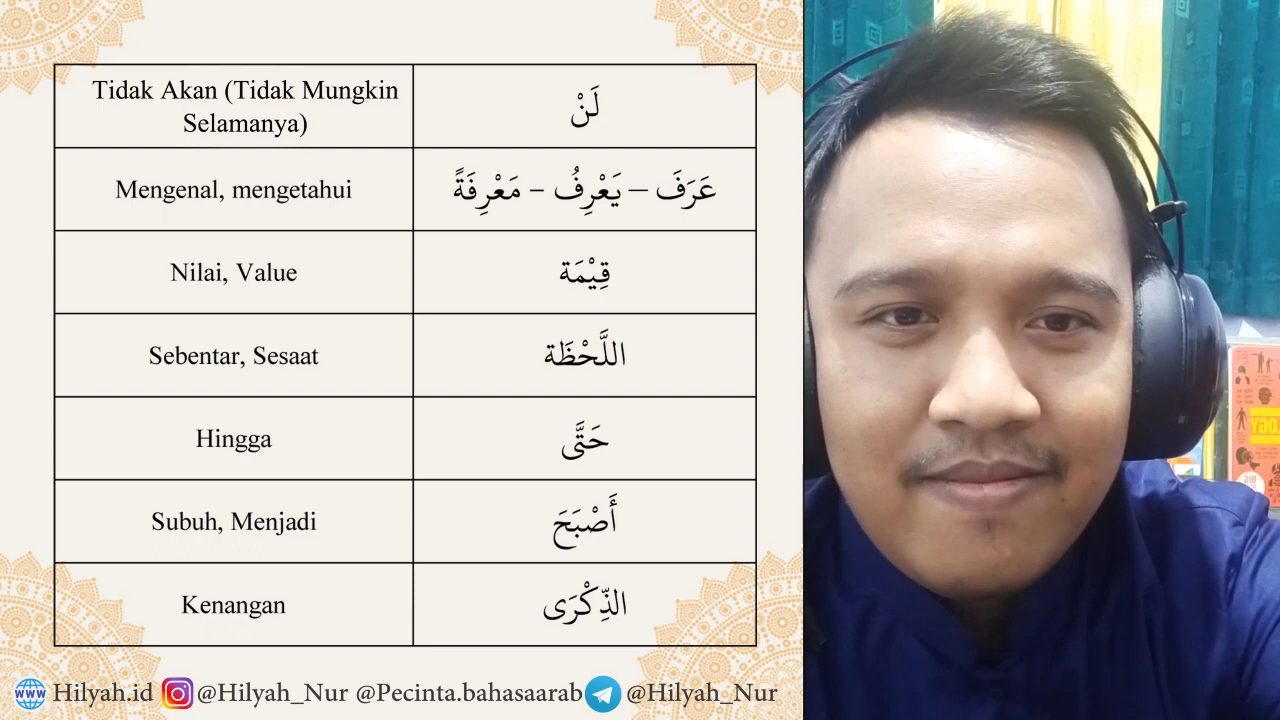 Tidak Akan (Tidak Mungkin
Selamanya)
لَنْ
Mengenal, mengetahui
عَرَفَ – يَعْرِفُ – مَعْرِفَةً
Nilai, Value
قِيْمَة
Sebentar, Sesaat
اللَّحْظَة
Hingga
حَتَّى
Subuh, Menjadi
أَصْبَحَ
Kenangan
الذِّكْرَى
Hilyah.id @Hilyah_Nur @Pecinta.bahasaarab @Hilyah_Nur